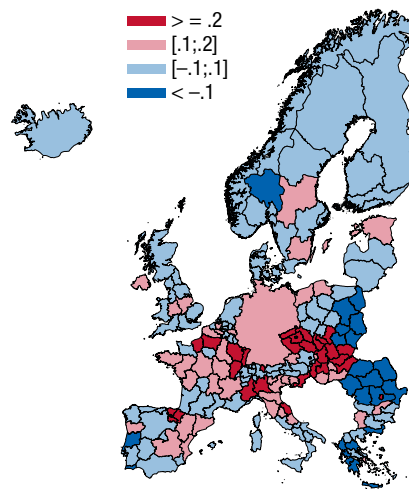 > = .2
[.1;.2]
[–.1;.1]
< –.1